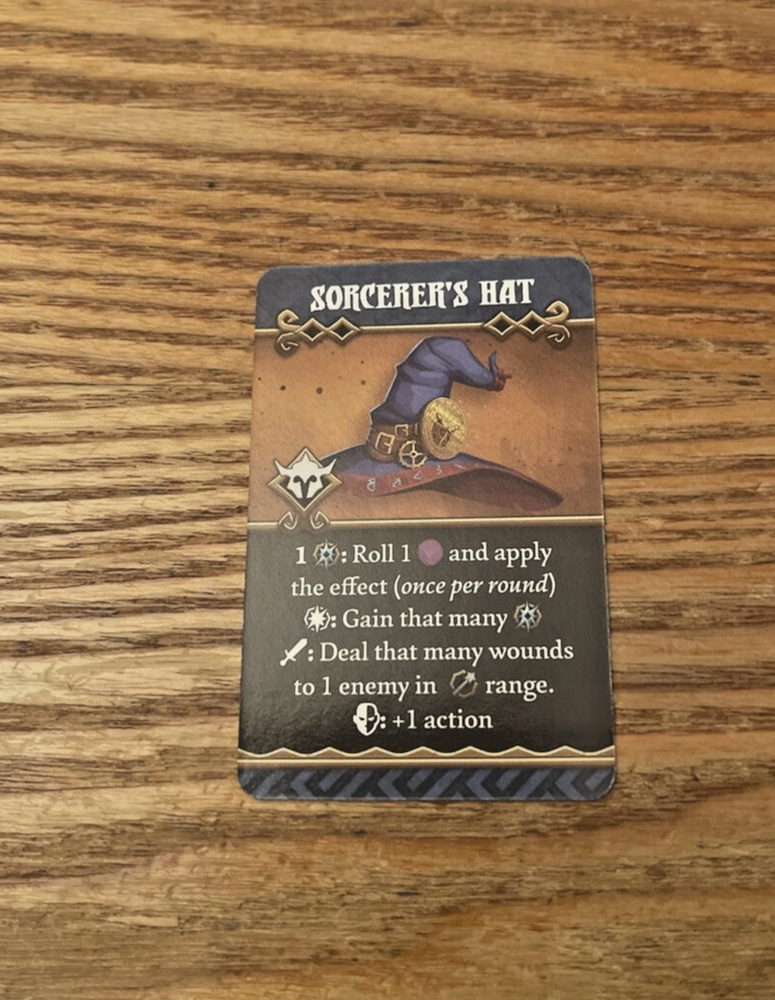 SORCERER'S HAT
1 : Roll 1 and apply
the effect (once per round)
: Gain that many
: Deal that many wounds
to 1 enemy in range.
: +1 action